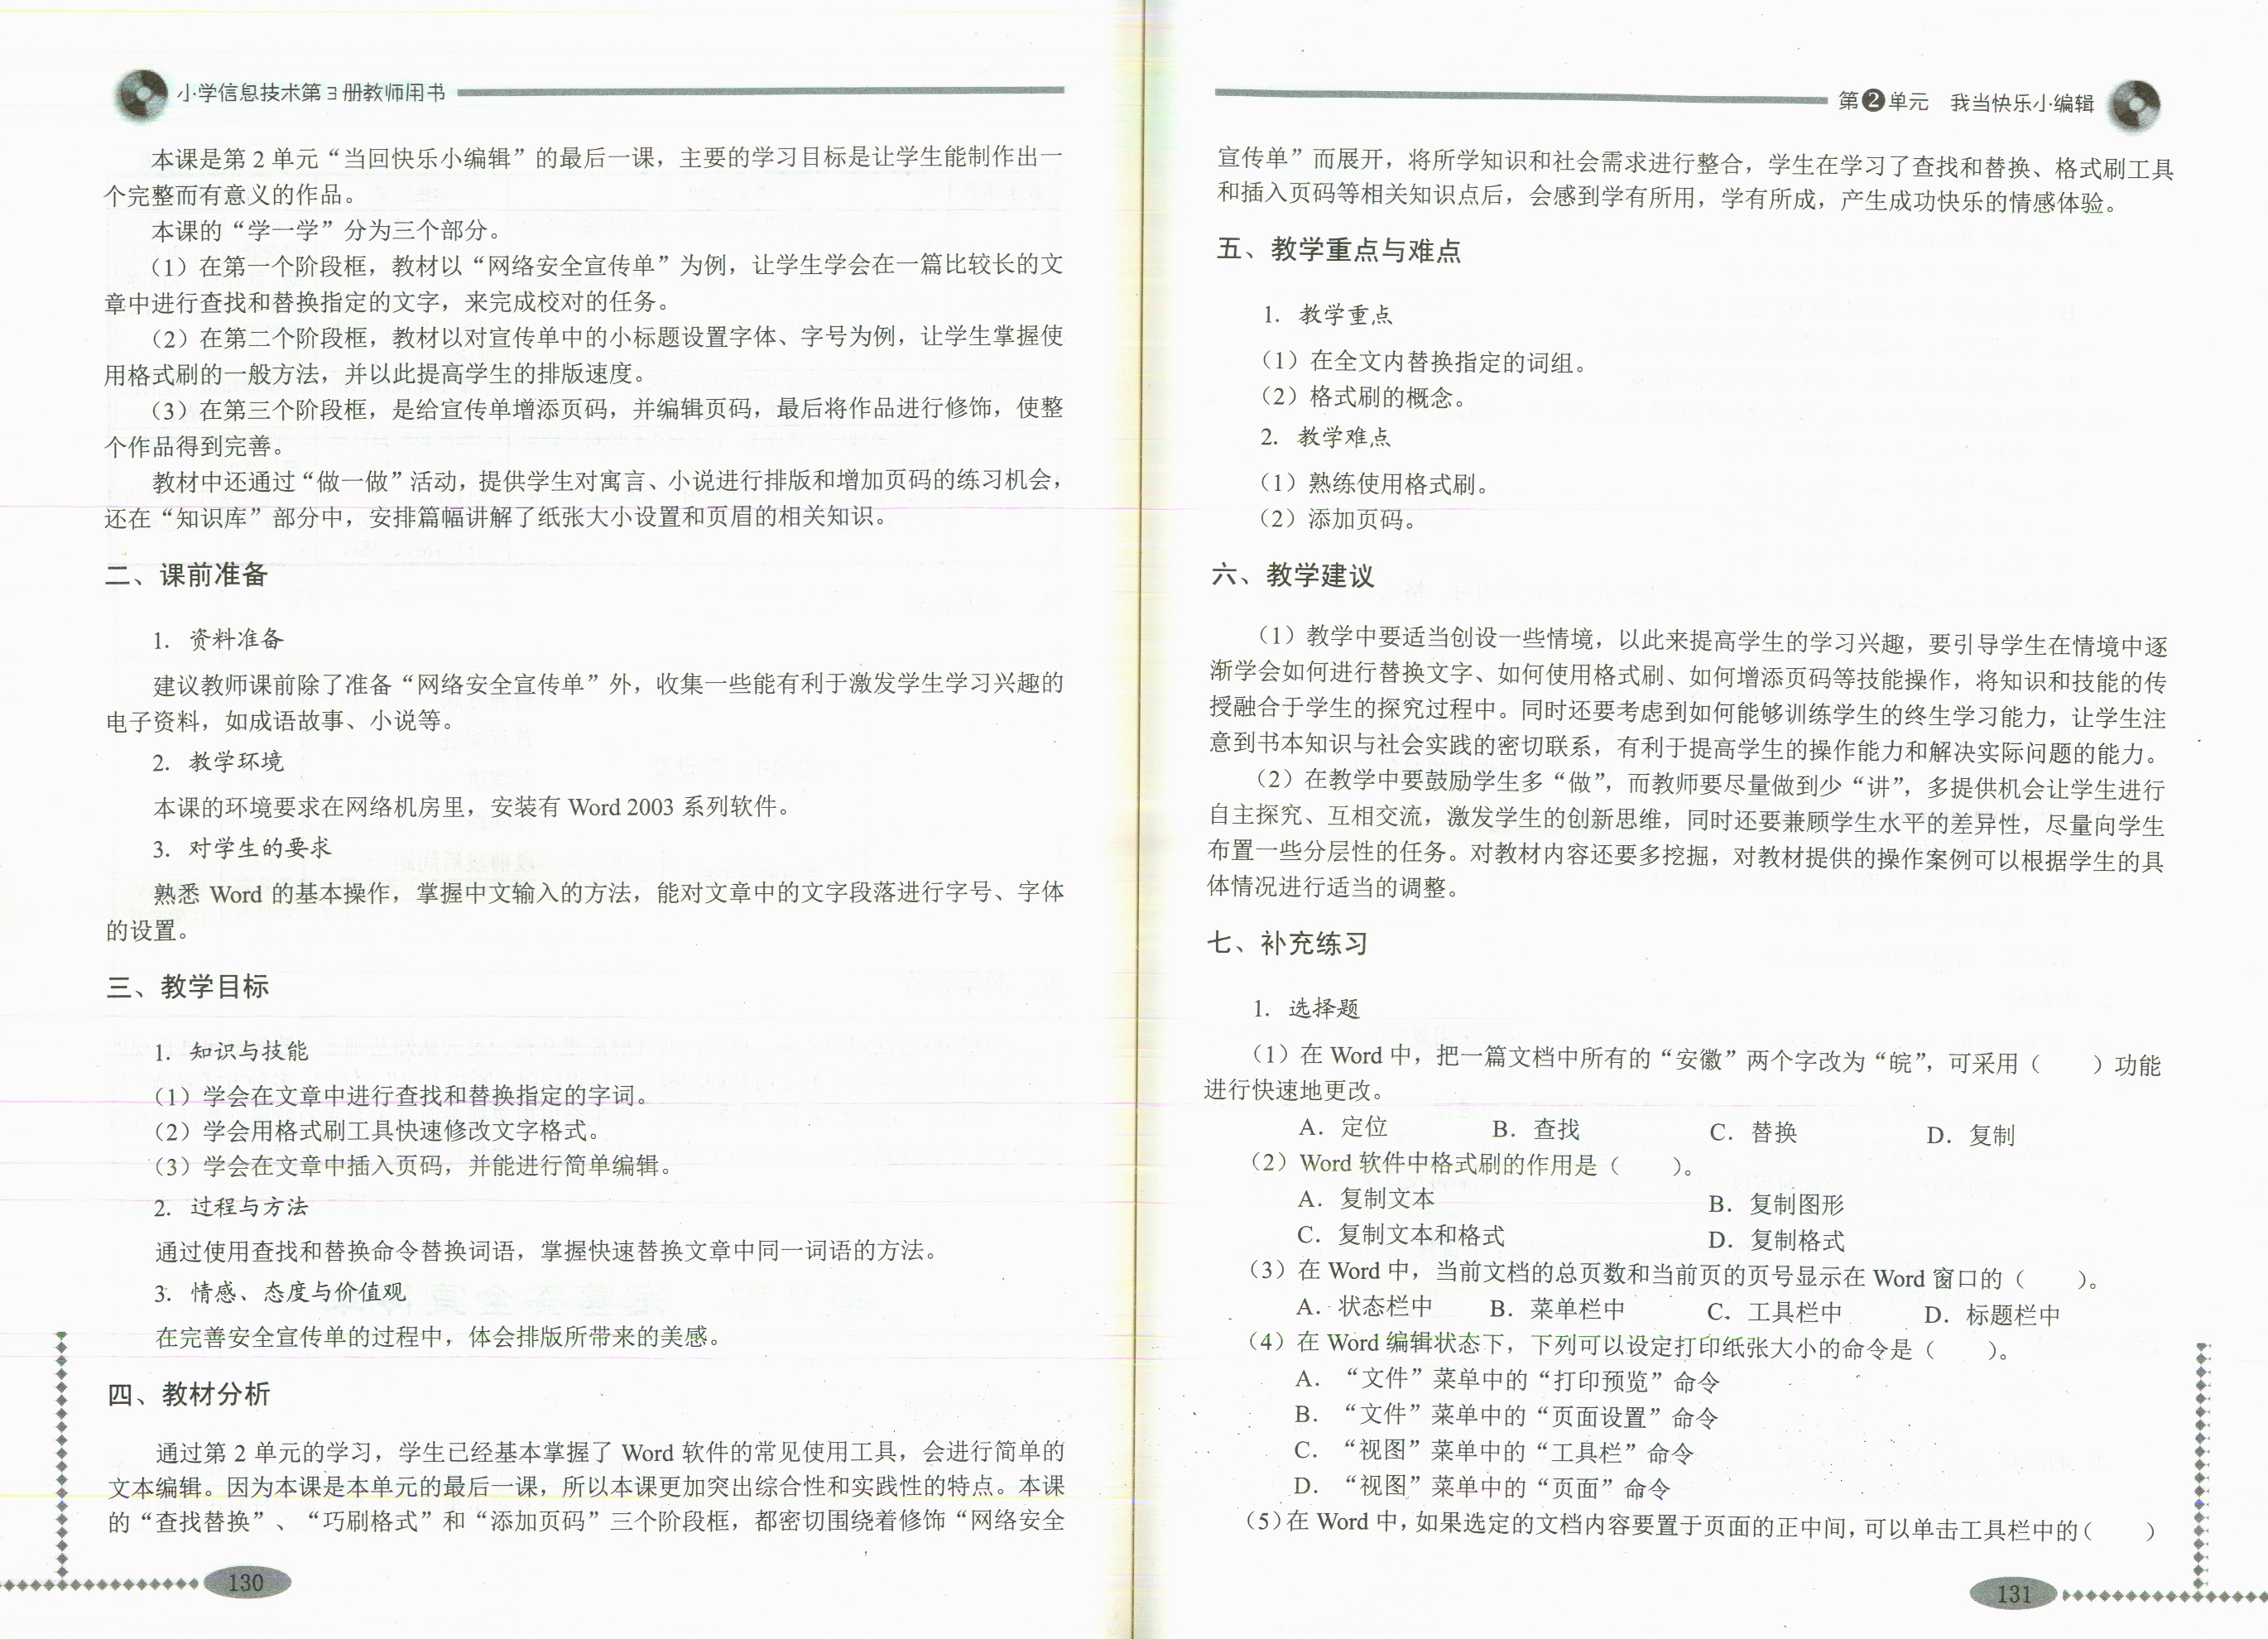 小学信息技术第3册教师用书
本课是第 2 单元“当回快乐小编辑”的最后一课，主要的学习目标是让学生能制作出一
个完整而有意义的作品。
本课的“学一学”分为三个部分。
（1）在第一个阶段框，教材以“网络安全宣传单”为例，让学生学会在一篇比较长的文
章中进行查找和替换指定的文字，来完成校对的任务。
（2）在第二个阶段框，教材以对宣传单中的小标题设置字体、字号为例，让学生掌握使
用格式刷的一般方法，并以此提高学生的排版速度。
（3）在第三个阶段框，是给宣传单增添页码，并编辑页码，最后将作品进行修饰，使整
个作品得到完善。
教材中还通过“做一做”活动，提供学生对寓言、小说进行排版和增加页码的练习机会，
还在“知识库”部分中，安排篇幅讲解了纸张大小设置和页眉的相关知识。
二、课前准备
1. 资料准备
建议教师课前除了准备“网络安全宣传单”外，收集一些能有利于激发学生学习兴趣的
电子资料，如成语故事、小说等。
2. 教学环境
本课的环境要求在网络机房里，安装有 Word 2003 系列软件。
3. 对学生的要求
熟悉 Word 的基本操作，掌握中文输入的方法，能对文章中的文字段落进行字号、字体
的设置。
三、教学目标
1. 知识与技能
（1）学会在文章中进行查找和替换指定的字词。
（2）学会用格式刷工具快速修改文字格式。
（3）学会在文章中插入页码，并能进行简单编辑。
2. 过程与方法
通过使用查找和替换命令替换词语，掌握快速替换文章中同一词语的方法。
3. 情感、态度与价值观
在完善安全宣传单的过程中，体会排版所带来的美感。
四、教材分析
通过第 2 单元的学习，学生已经基本掌握了 Word 软件的常见使用工具，会进行简单的
文本编辑。因为本课是本单元的最后一课，所以本课更加突出综合性和实践性的特点。本课
的“查找替换”、“巧刷格式”和“添加页码”三个阶段框，都密切围绕着修饰“网络安全
130
第2单元 我当快乐小编辑
宣传单”而展开，将所学知识和社会需求进行整合，学生在学习了查找和替换、格式刷工具
和插入页码等相关知识点后，会感到学有所用，学有所成，产生成功快乐的情感体验。
五、教学重点与难点
1. 教学重点
（1）在全文内替换指定的词组。
（2）格式刷的概念。
2. 教学难点
（1）熟练使用格式刷。
（2）添加页码。
六、教学建议
（1）教学中要适当创设一些情境，以此来提高学生的学习兴趣，要引导学生在情境中逐
渐学会如何进行替换文字、如何使用格式刷、如何增添页码等技能操作，将知识和技能的传
授融合于学生的探究过程中。同时还要考虑到如何能够训练学生的终生学习能力，让学生注
意到书本知识与社会实践的密切联系，有利于提高学生的操作能力和解决实际问题的能力。
（2）在教学中要鼓励学生多“做”，而教师要尽量做到少“讲”，多提供机会让学生进行
自主探究、互相交流，激发学生的创新思维，同时还要兼顾学生水平的差异性，尽量向学生
布置一些分层性的任务。对教材内容还要多挖掘，对教材提供的操作案例可以根据学生的具
体情况进行适当的调整。
七、补充练习
1. 选择题
（1）在 Word 中，把一篇文档中所有的“安徽”两个字改为“皖”，可采用（　　）功能
进行快速地更改。
A. 定位 B. 查找 C. 替换 D. 复制
（2）Word 软件中格式刷的作用是（　　）。
A. 复制文本 B. 复制图形
C. 复制文本和格式 D. 复制格式
（3）在 Word 中，当前文档的总页数和当前页的页号显示在 Word 窗口的（　　）。
A. 状态栏中 B. 菜单栏中 C. 工具栏中 D. 标题栏中
（4）在 Word 编辑状态下，下列可以设定打印纸张大小的命令是（　　）。
A. “文件”菜单中的“打印预览”命令
B. “文件”菜单中的“页面设置”命令
C. “视图”菜单中的“工具栏”命令
D. “视图”菜单中的“页面”命令
（5）在 Word 中，如果选定的文档内容要置于页面的正中间，可以单击工具栏中的（　　）
131